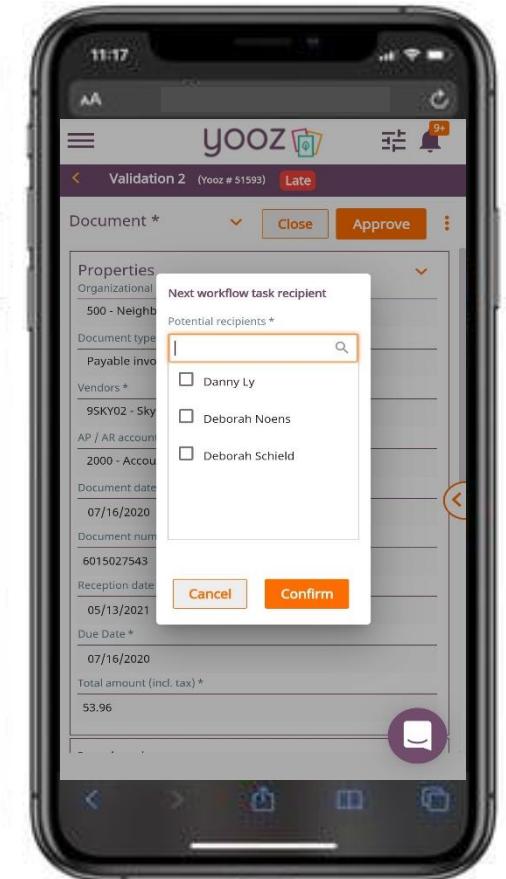 11:17
AA
yooz
9+
Validation 2 (Yooz # 51593) Late
Document *
Close
Approve
Properties
Organizational
500 - Neighb
Document type
Payable invo
Vendors *
9SKY02 - Sky
AP / AR account
2000 - Accou
Document date
07/16/2020
Document num
6015027543
Reception date
05/13/2021
Due Date *
07/16/2020
Total amount (incl. tax) *
53.96
Next workflow task recipient
Potential recipients *
Danny Ly
Deborah Noens
Deborah Schield
Cancel
Confirm